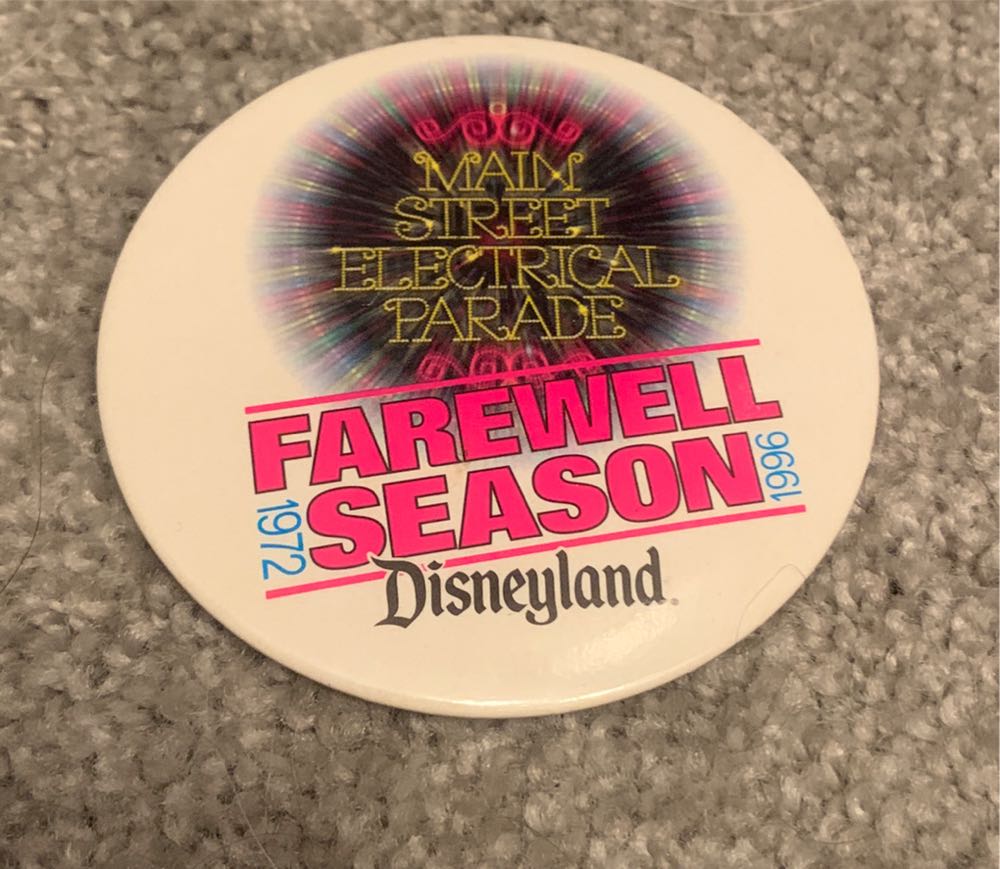 MAIN
STREET
ELECTRICAL
PARADE
FAREWELL
SEASON
1972
1996
Disneyland